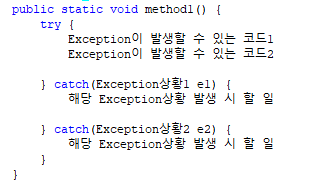 public static void method1() {
try {
Exception이 발생할 수 있는 코드1
Exception이 발생할 수 있는 코드2
} catch(Exception상황1 e1) {
해당 Exception상황 발생 시 할 일
} catch(Exception상황2 e2) {
해당 Exception상황 발생 시 할 일
}
}